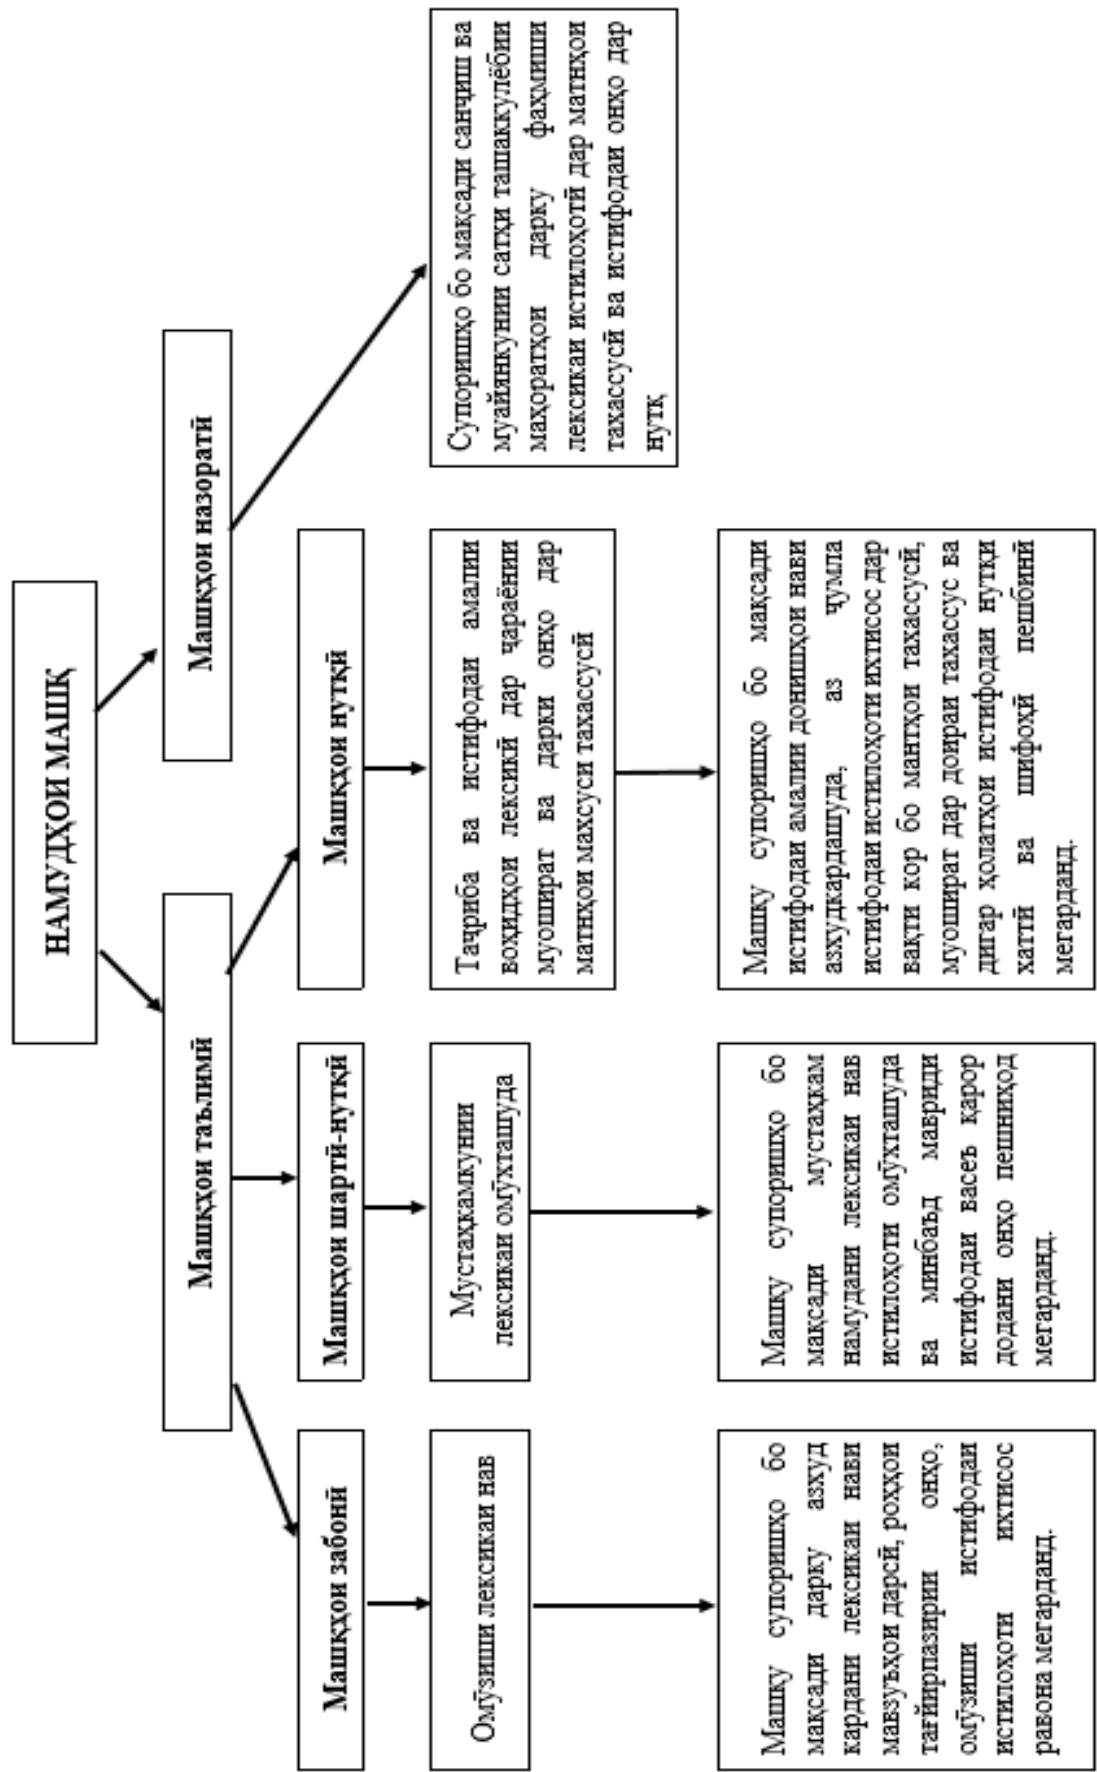 НАМУДҲОИ МАШҚ
Машқҳои таълимӣ
Машқҳои назоратӣ
Машқҳои забонӣ
Машқҳои шартӣ-нутқӣ
Машқҳои нутқӣ
Омӯзиши лексикаи нав
Мустаҳкамкунии
лексикаи омӯхташуда
Таҷриба ва истифодаи амалии
воҳидҳои лексикӣ дар ҷараёнии
муошират ва дарки онҳо дар
матнҳои махсуси тахассусӣ
Супоришҳо бо мақсади санҷиш ва
муайянкунии сатҳи ташаккулёбии
маҳоратҳои дарку фаҳмиши
лексикаи истилоҳотӣ дар матнҳои
тахассусӣ ва истифодаи онҳо дар
нутқ
Машқу супоришҳо бо
мақсади дарку азхуд
кардани лексикаи нави
мавзуъҳои дарсӣ, роҳҳои
тағйирпазирии онҳо,
омӯзиши истифодаи
истилоҳоти ихтисос
равона мегарданд.
Машқу супоришҳо бо
мақсади мустаҳкам
намудани лексикаи нав
истилоҳоти омӯхташуда
ва минбаъд мавриди
истифодаи васеъ қарор
додани онҳо пешниҳод
мегарданд.
Машқу супоришҳо бо мақсади
истифодаи амалии донишҳои нави
азхудкардашуда, аз ҷумла
истифодаи истилоҳоти ихтисос дар
вақти кор бо мантҳои тахассусӣ,
муошират дар доираи тахассус ва
дигар ҳолатҳои истифодаи нутқи
хаттӣ ва шифоҳӣ пешбинӣ
мегарданд.